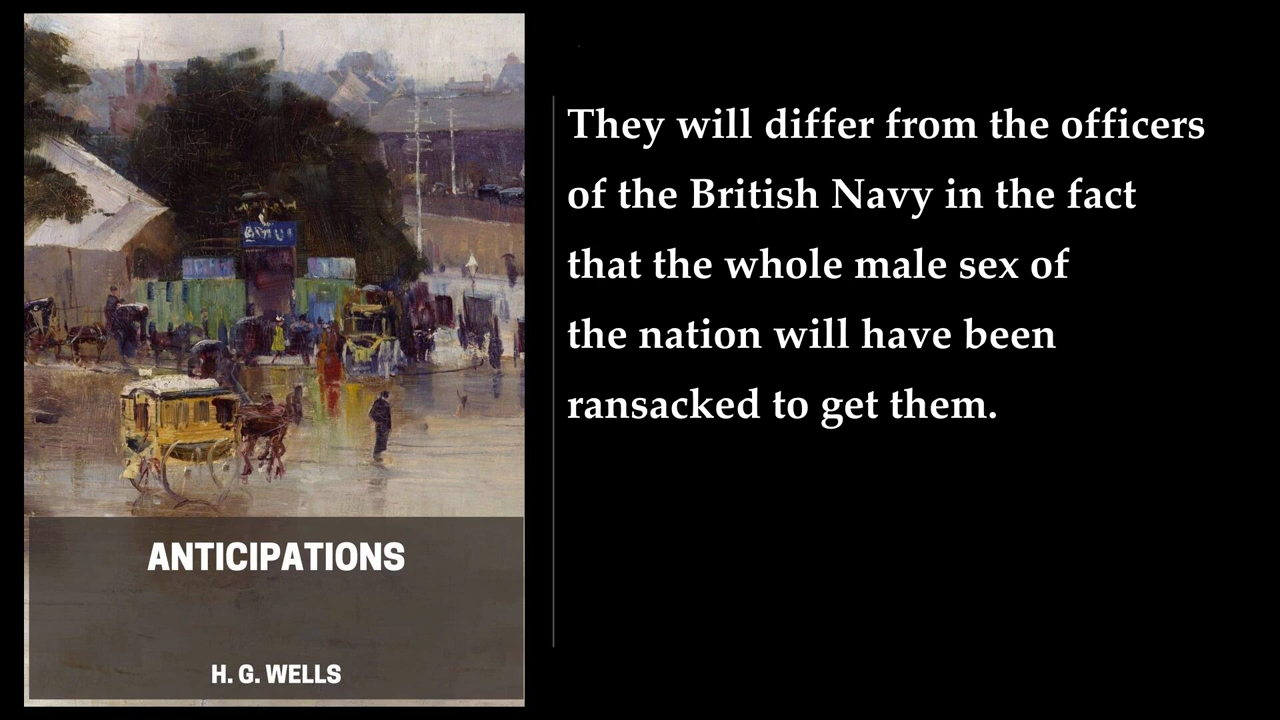 ANTICIPATIONS
H. G. WELLS
They will differ from the officers
of the British Navy in the fact
that the whole male sex of
the nation will have been
ransacked to get them.